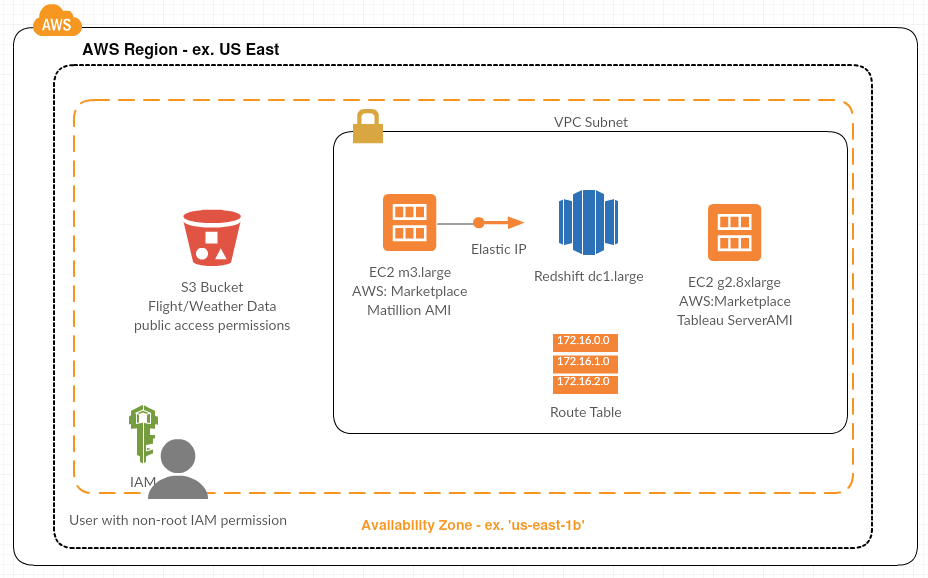 AWS
AWS Region - ex. US East
VPC Subnet
Elastic IP
EC2 m3.large
AWS: Marketplace
Matillion AMI
Redshift dc1.large
EC2 g2.8xlarge
AWS:Marketplace
Tableau ServerAMI
S3 Bucket
Flight/Weather Data
public access permissions
172.16.0.0
172.16.1.0
172.16.2.0
Route Table
IAM
User with non-root IAM permission
Availability Zone - ex. 'us-east-1b'